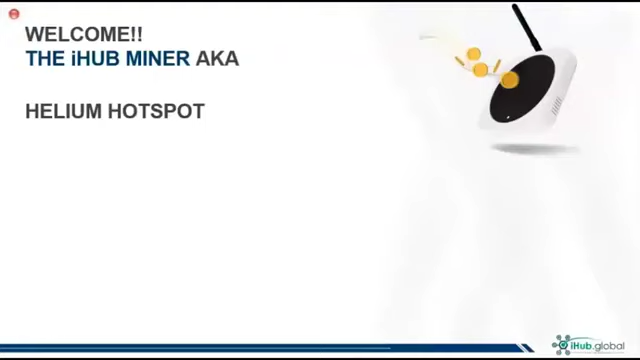 WELCOME!!
THE iHUB MINER AKA
HELIUM HOTSPOT
iHub.global